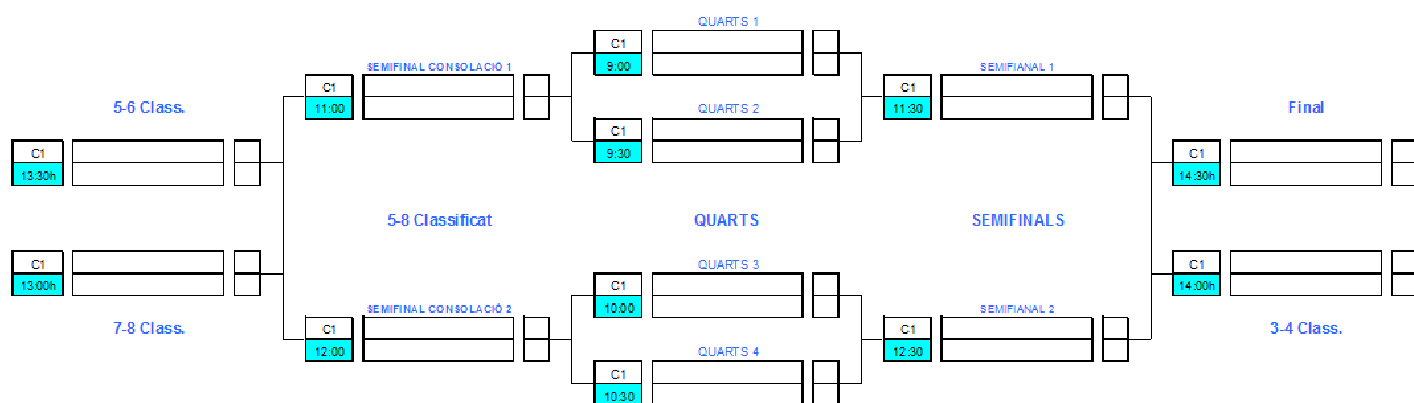 QUARTS 1
C1
9:00
SEMIFINAL CONSOLACIÓ 1
C1
11:00
SEMIFIANAL 1
C1
11:30
5-6 Class.
QUARTS 2
Final
C1
9:30
C1
13:30h
C1
14:30h
5-8 Classificat
QUARTS
SEMIFINALS
C1
13:00h
QUARTS 3
C1
14:00h
C1
10:00
7-8 Class.
SEMIFINAL CONSOLACIÓ 2
C1
12:00
SEMIFIANAL 2
C1
12:30
3-4 Class.
QUARTS 4
C1
10:30